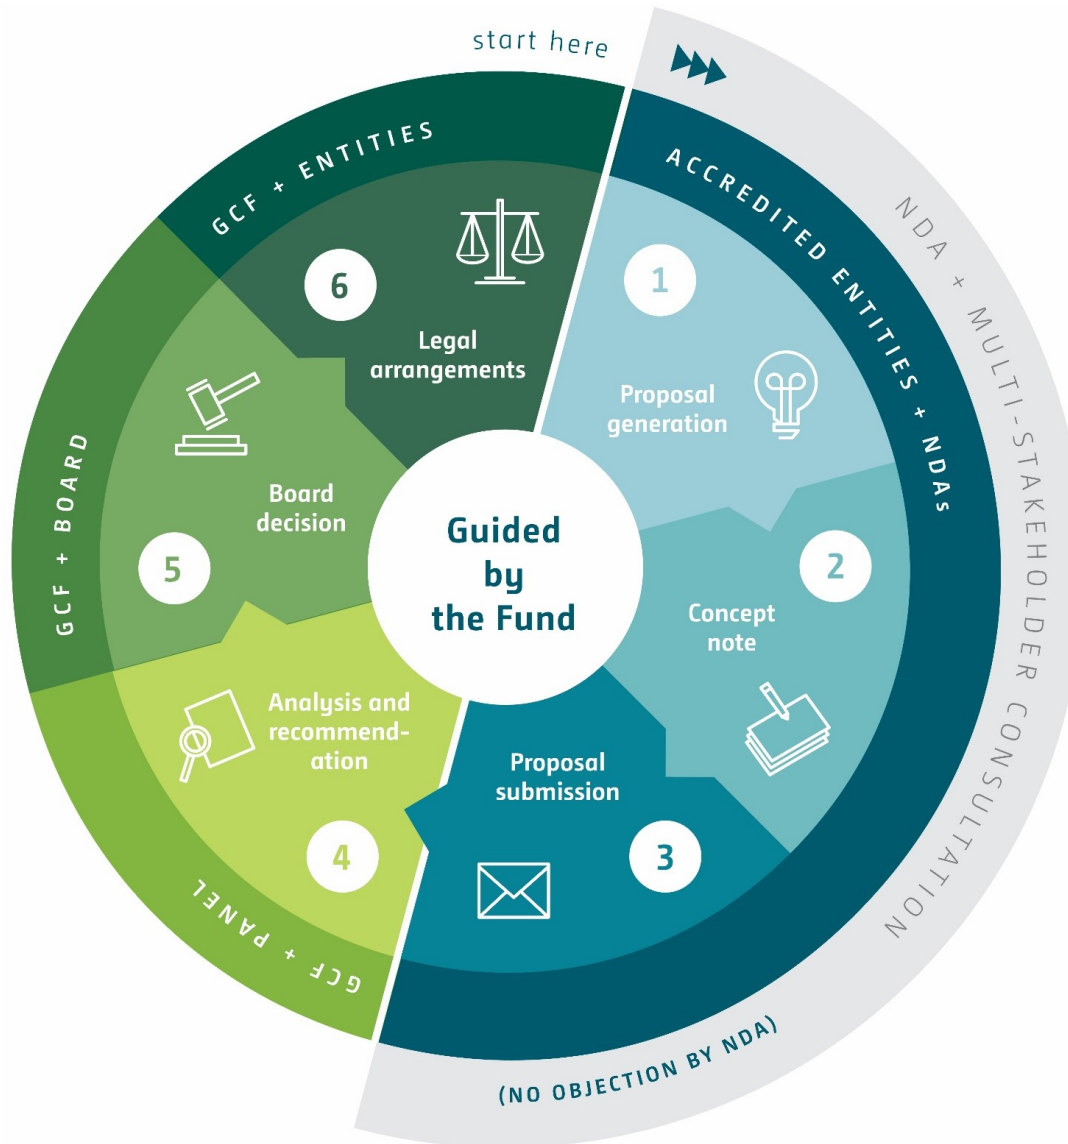 start here
ACCREDITED ENTITIES + NDAs
NDA + MULTI-STAKEHOLDER CONSULTATION
(NO OBJECTION BY NDA)
1
Proposal
generation
2
Concept
note
3
Proposal
submission
GCF + PANEL
4
Analysis and
recommend-
ation
GCF + BOARD
5
Board
decision
GCF + ENTITIES
6
Legal
arrangements
Guided
by
the Fund